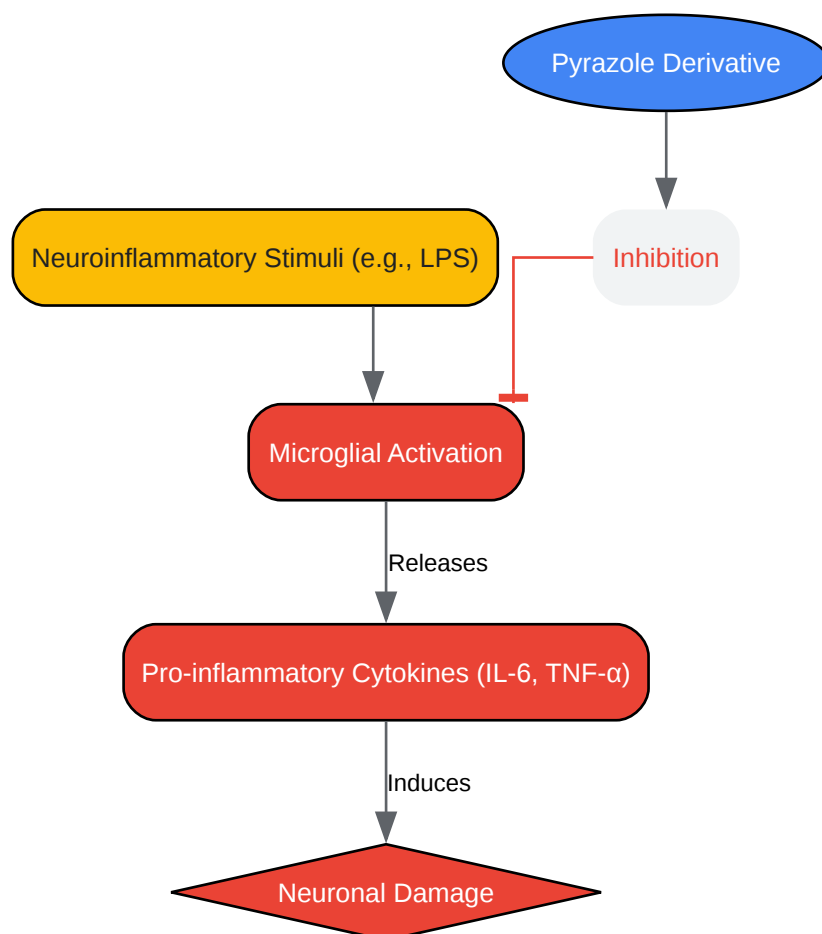 Pyrazole Derivative
Neuroinflammatory Stimuli (e.g., LPS)
Inhibition
Microglial Activation
Releases
Pro-inflammatory Cytokines (IL-6, TNF-α)
Induces
Neuronal Damage